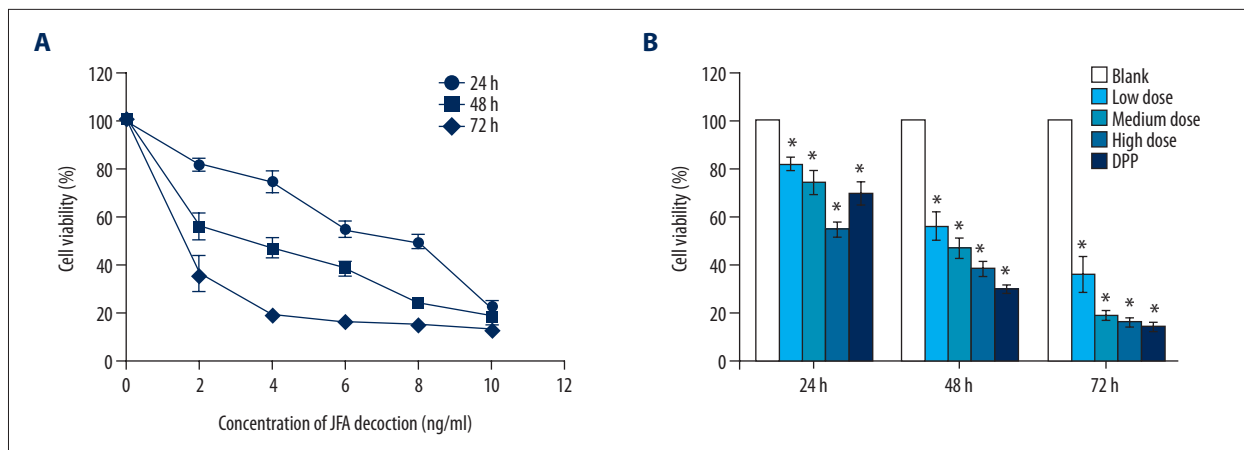 A
Cell viability (%)
120
100
80
60
40
20
0
0 2 4 6 8 10 12
Concentration of JFA decoction (ng/ml)
24 h
48 h
72 h
B
Cell viability (%)
120
100
80
60
40
20
0
* * * *
* * * *
* * * *
24 h 48 h 72 h
Blank
Low dose
Medium dose
High dose
DPP